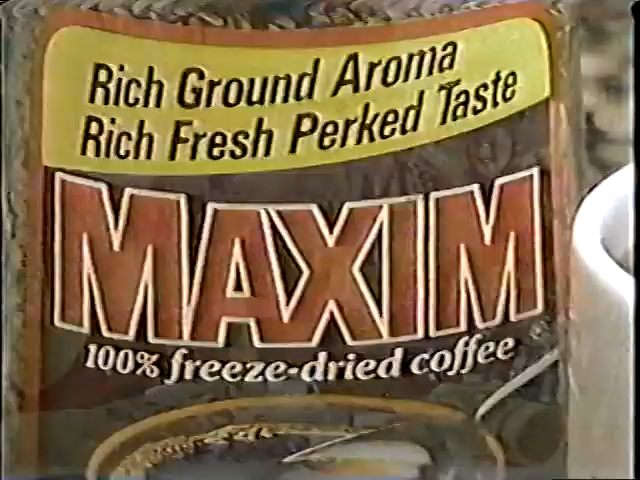 Rich Ground Aroma
Rich Fresh Perked Taste
MAXIM
100% freeze-dried coffee